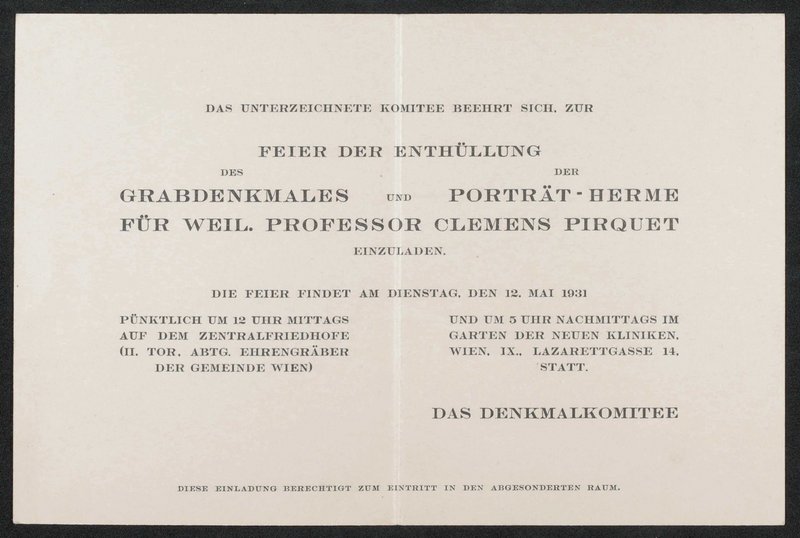 DAS UNTERZEICHNETE KOMITEE BEEHRT SICH, ZUR
FEIER DER ENTHÜLLUNG
DES DER
GRABDENKMALES UND PORTRÄT-HERME
FÜR WEIL. PROFESSOR CLEMENS PIRQUET
EINZULADEN.
DIE FEIER FINDET AM DIENSTAG, DEN 12. MAI 1931
PÜNKTLICH UM 12 UHR MITTAGS
AUF DEM ZENTRALFRIEDHOFE
(II. TOR, ABTG. EHRENGRÄBER
DER GEMEINDE WIEN)
UND UM 5 UHR NACHMITTAGS IM
GARTEN DER NEUEN KLINIKEN,
WIEN, IX., LAZARETTGASSE 14,
STATT.
DAS DENKMALKOMITEE
DIESE EINLADUNG BERECHTIGT ZUM EINTRITT IN DEN ABGESONDERTEN RAUM.